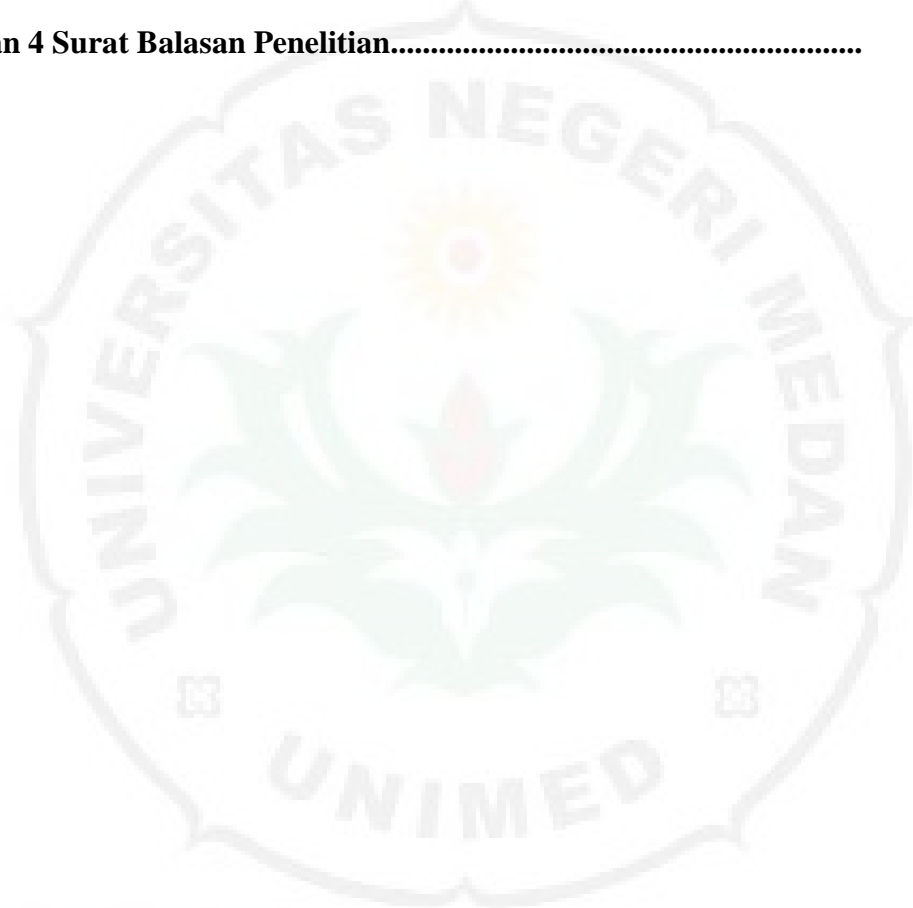 an 4 Surat Balasan Penelitian............................................................
UNIVERSITAS NEGERI MEDAN
UNIMED